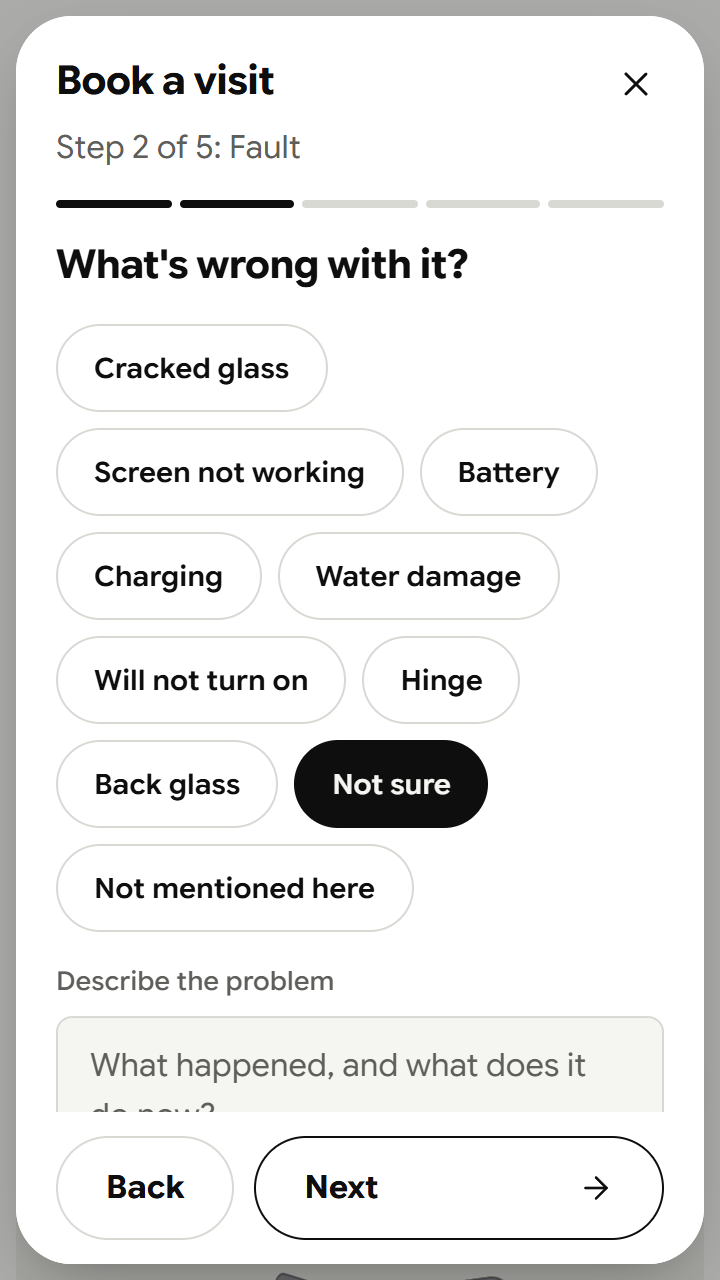 Book a visit
Step 2 of 5: Fault
What's wrong with it?
Cracked glass
Screen not working
Battery
Charging
Water damage
Will not turn on
Hinge
Back glass
Not sure
Not mentioned here
Describe the problem
What happened, and what does it
do now?
Back
Next